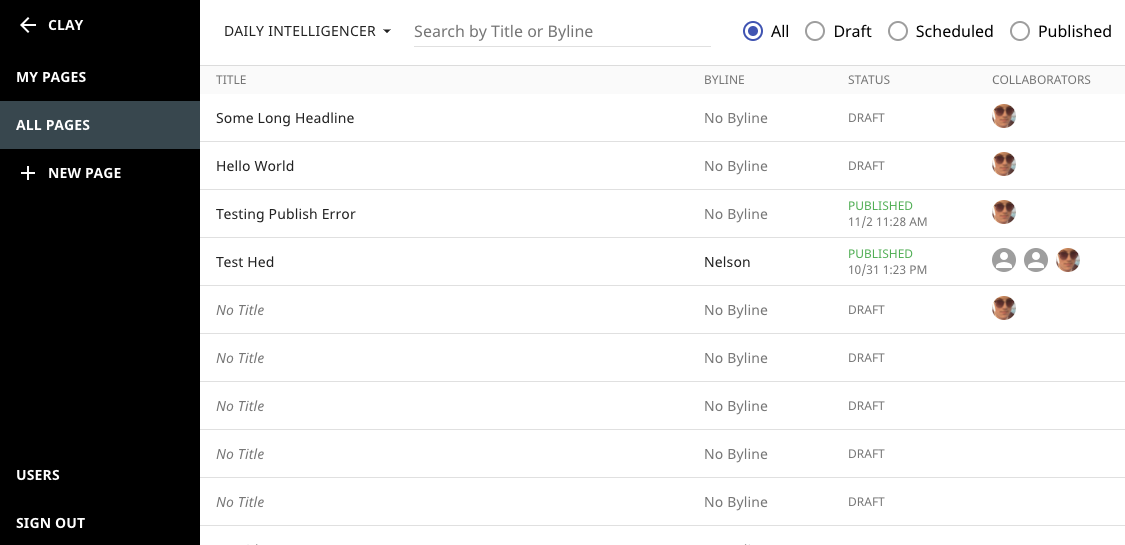 CLAY
MY PAGES
ALL PAGES
NEW PAGE
USERS
SIGN OUT
DAILY INTELLIGENCER Search by Title or Byline All Draft Scheduled Published
TITLE BYLINE STATUS COLLABORATORS
Some Long Headline No Byline DRAFT
Hello World No Byline DRAFT
Testing Publish Error No Byline PUBLISHED
11/2 11:28 AM
Test Hed Nelson PUBLISHED
10/31 1:23 PM
No Title No Byline DRAFT
No Title No Byline DRAFT
No Title No Byline DRAFT
No Title No Byline DRAFT
No Title No Byline DRAFT